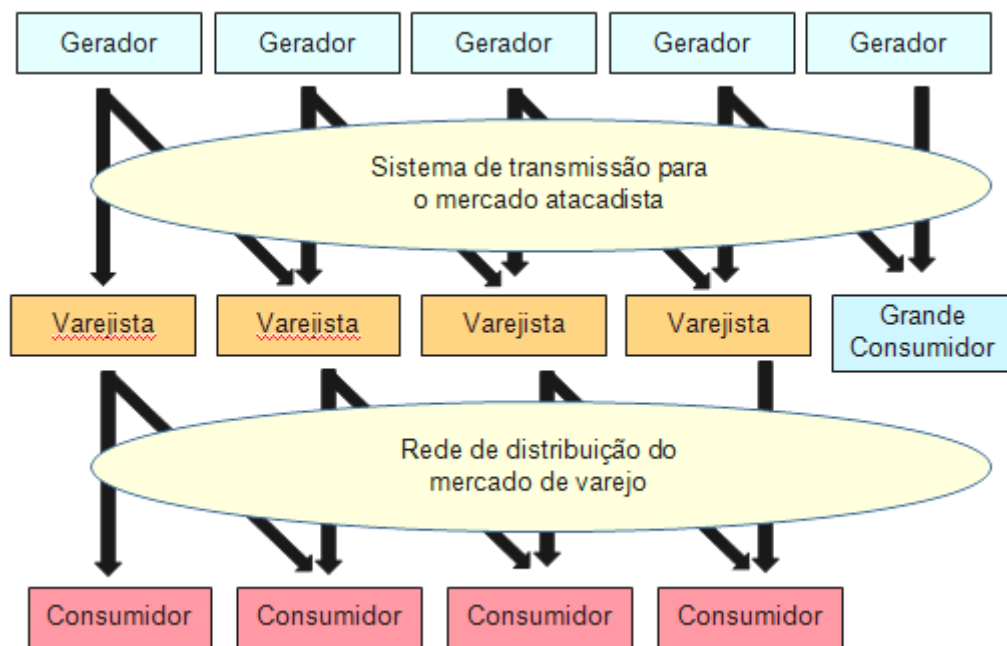 Gerador
Gerador
Gerador
Gerador
Gerador
Sistema de transmissão para
o mercado atacadista
Varejista
Varejista
Varejista
Varejista
Grande
Consumidor
Rede de distribuição do
mercado de varejo
Consumidor
Consumidor
Consumidor
Consumidor